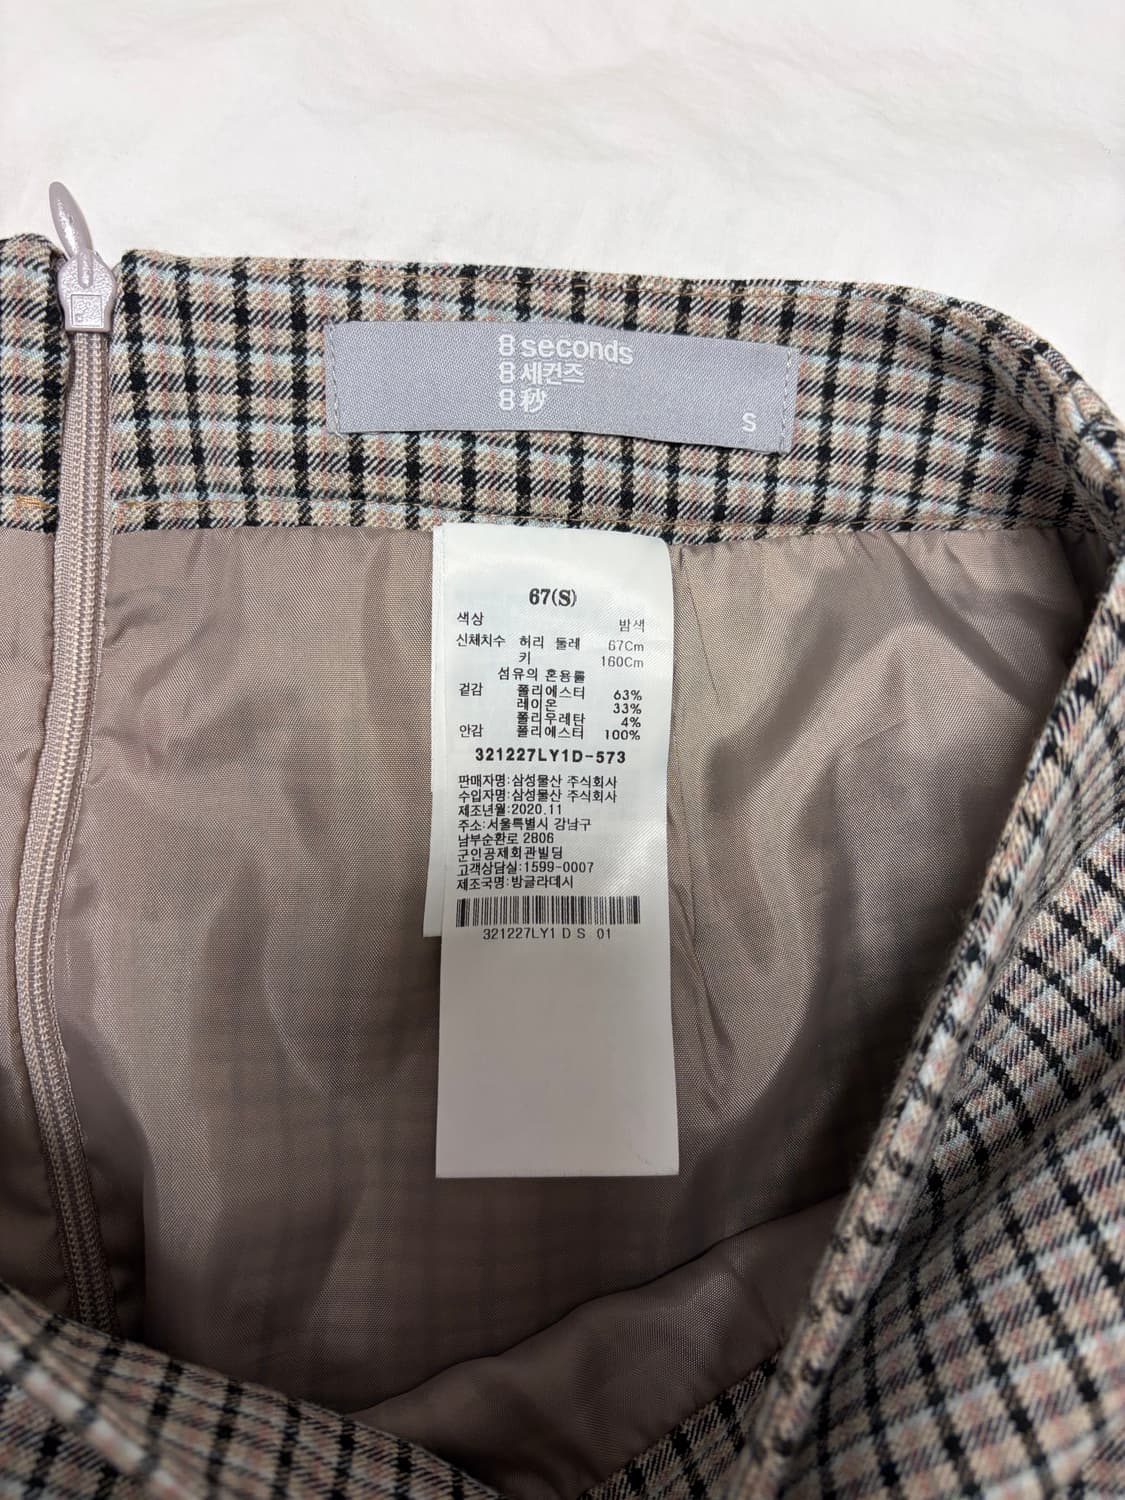 8 seconds
8 세컨즈
8 秒
S
67(S)
색상 밤색
신체치수 허리 둘레 67Cm
키 160Cm
섬유의 혼용률
겉감 폴리에스터 63%
레이온 33%
폴리우레탄 4%
안감 폴리에스터 100%
321227LY1D-573
판매자명:삼성물산 주식회사
수입자명:삼성물산 주식회사
제조년월:2020.11
주소:서울특별시 강남구
남부순환로 2806
군인공제회관빌딩
고객상담실:1599-0007
제조국명:방글라데시
321227LY1 D S 01